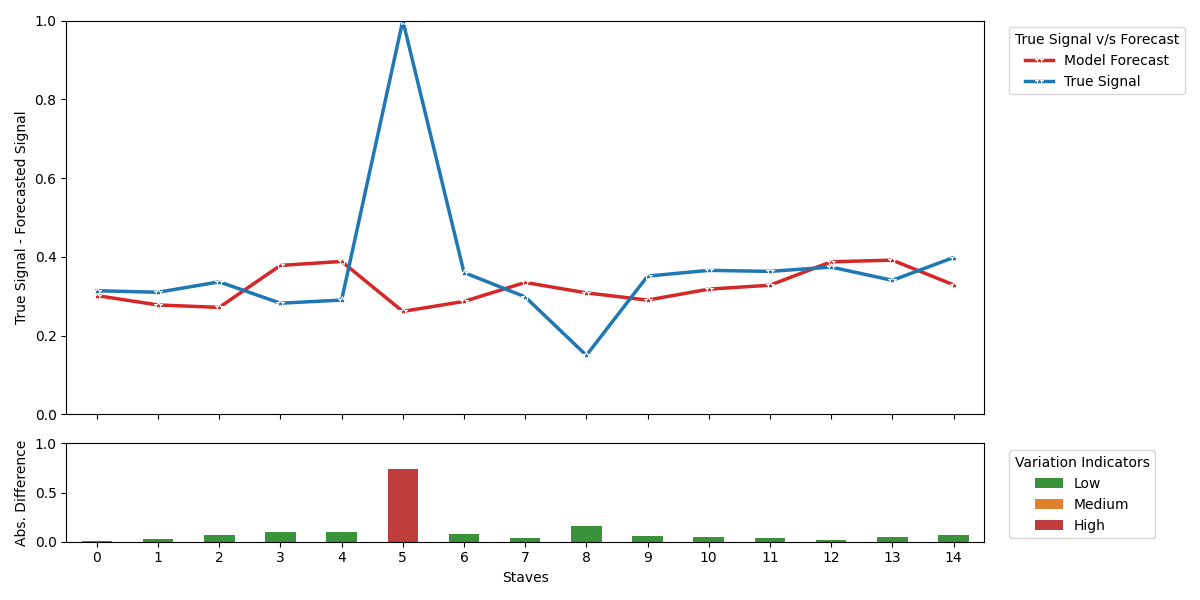 True Signal - Forecasted Signal
1.0
0.8
0.6
0.4
0.2
0.0
True Signal v/s Forecast
Model Forecast
True Signal
Abs. Difference
1.0
0.5
0.0
0 1 2 3 4 5 6 7 8 9 10 11 12 13 14
Staves
Variation Indicators
Low
Medium
High